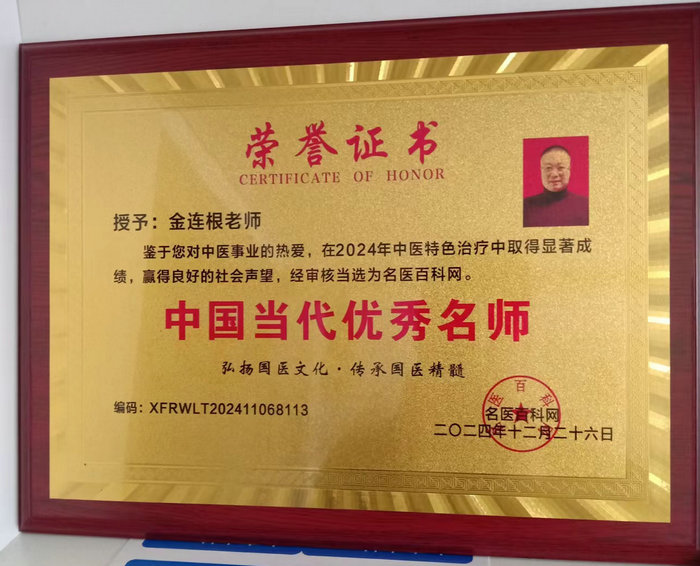 荣誉证书
CERTIFICATE OF HONOR
授予：金连根老师
鉴于您对中医事业的热爱，在2024年中医特色治疗中取得显著成
绩，赢得良好的社会声望，经审核当选为名医百科网。
中国当代优秀名师
弘扬国医文化·传承国医精髓
编码：XFRWLT202411068113
医百科
名医百科网
二〇二四年十二月二十六日